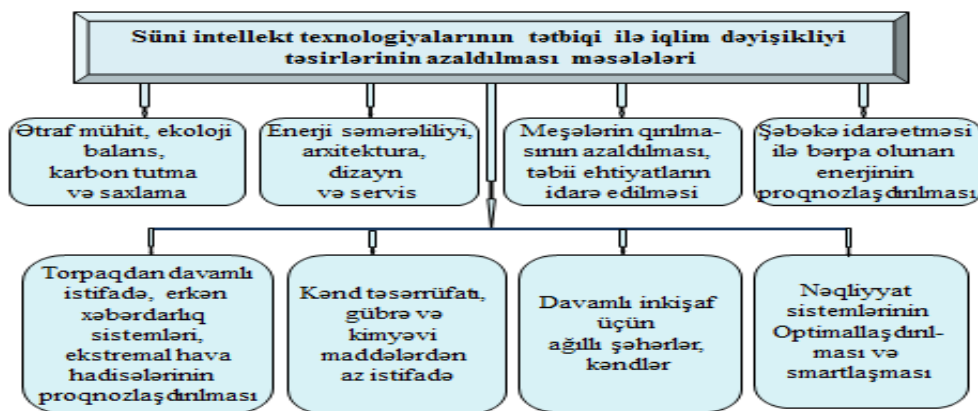 Süni intellekt texnologiyalarının tətbiqi ilə iqlim dəyişikliyi
təsirlərinin azaldılması məsələləri
Ətraf mühit, ekoloji
balans,
karbon tutma
və saxlama
Enerji səmərəliliyi,
arxitektura,
dizayn
və servis
Meşələrin qırılma-
sının azaldılması,
təbii ehtiyatların
idarə edilməsi
Şəbəkə idarəetməsi
ilə bərpa olunan
enerjinin
proqnozlaşdırılması
Torpaqdan davamlı
istifadə, erkən
xəbərdarlıq
sistemləri,
ekstremal hava
hadisələrinin
proqnozlaşdırılması
Kənd təsərrüfatı,
gübrə və
kimyəvi
maddələrdən
az istifadə
Davamlı inkişaf
üçün
ağıllı şəhərlər,
kəndlər
Nəqliyyat
sistemlərinin
Optimallaşdırıl-
ması və
smartlaşması